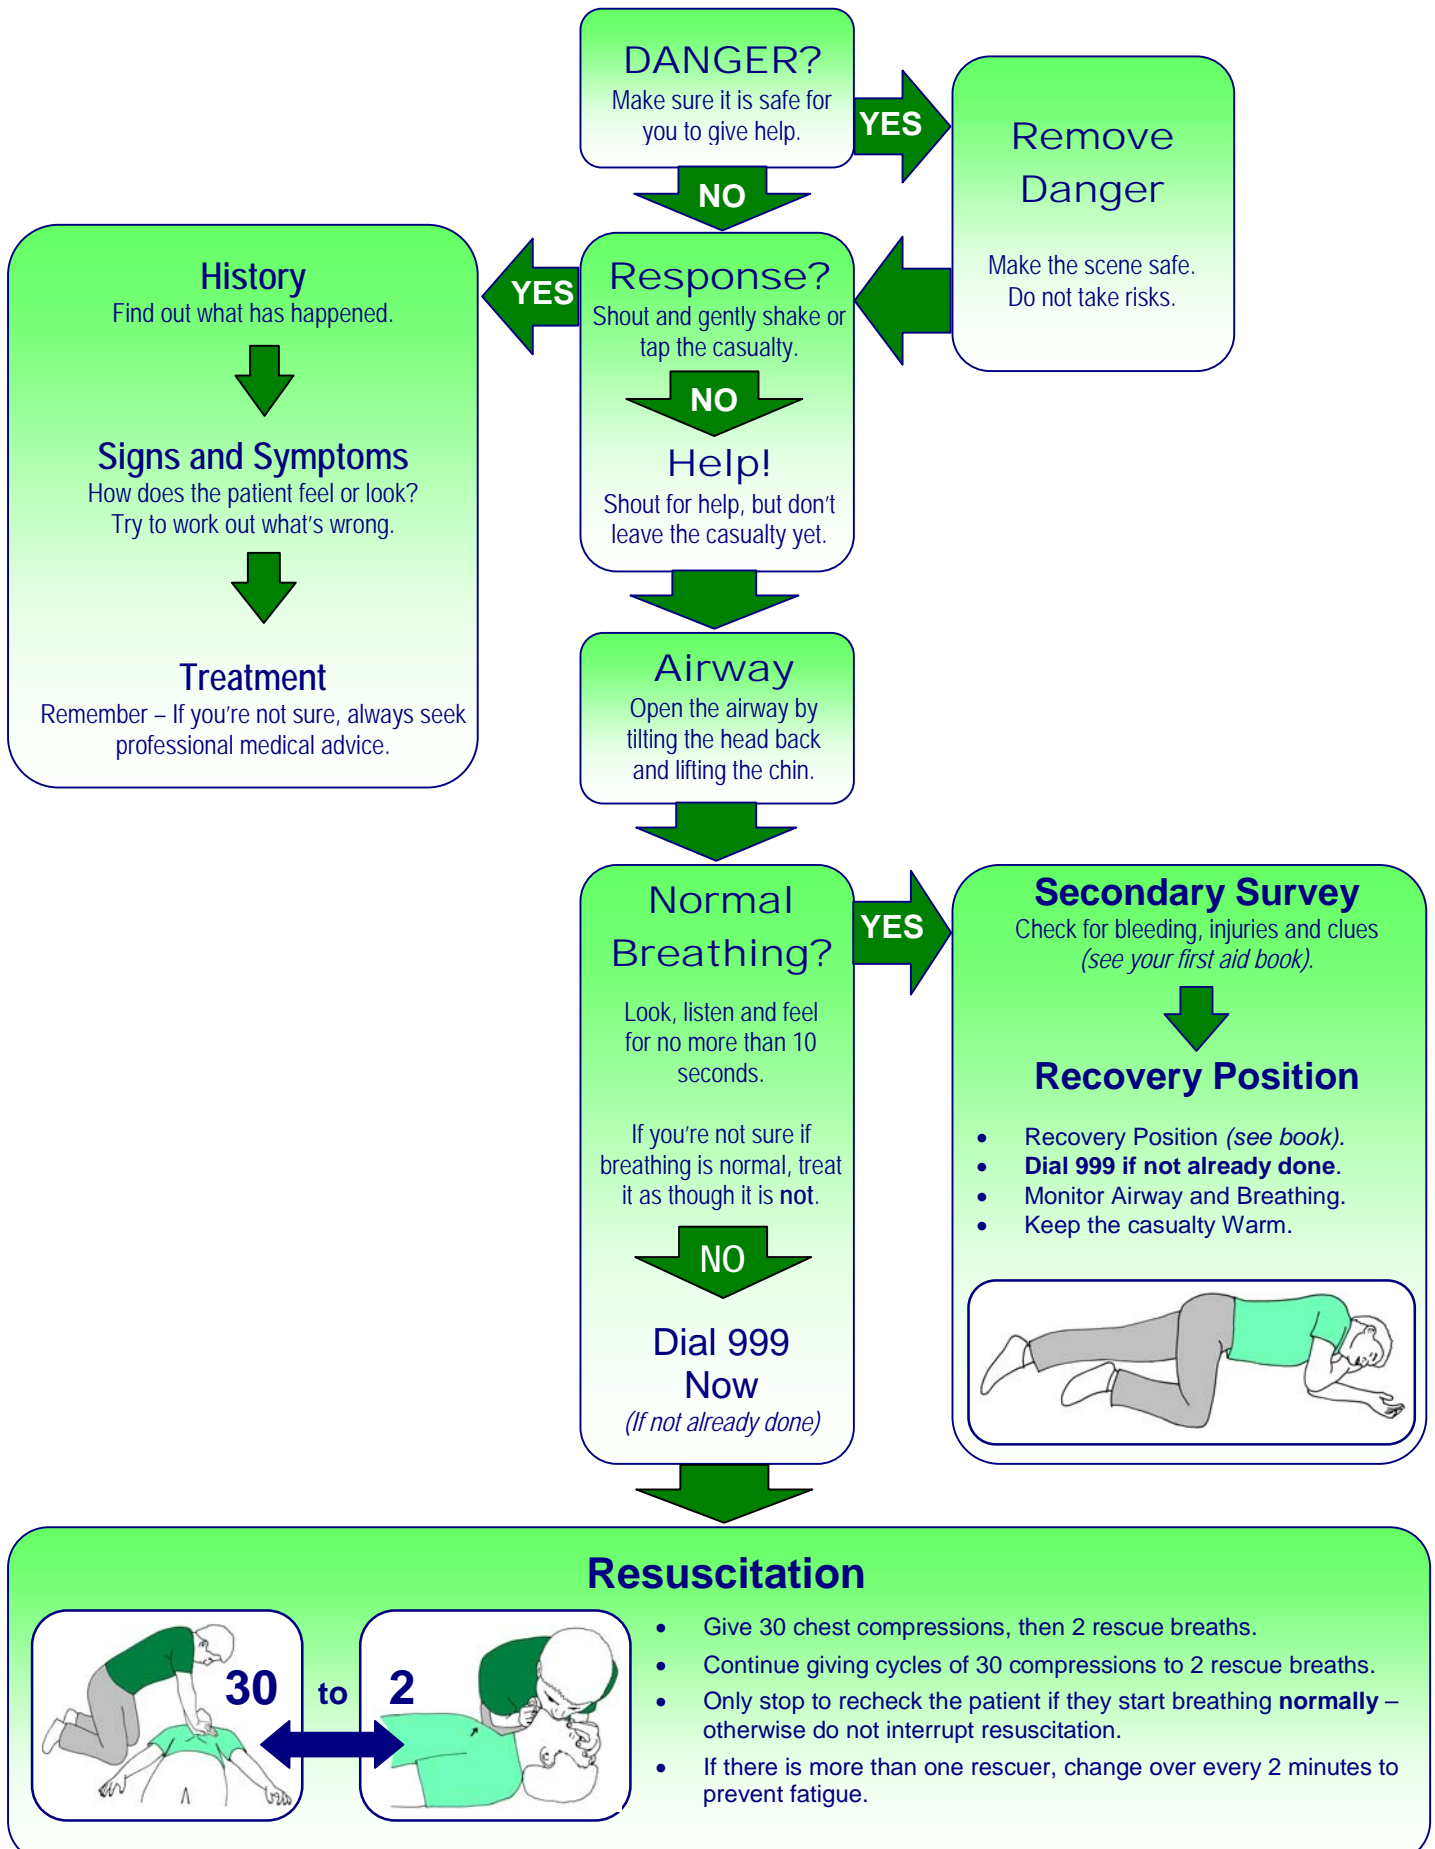 DANGER?
Make sure it is safe for
you to give help.
YES
Remove
Danger
Make the scene safe.
Do not take risks.
NO
Response?
Shout and gently shake or
tap the casualty.
YES
History
Find out what has happened.
Signs and Symptoms
How does the patient feel or look?
Try to work out what's wrong.
Treatment
Remember – If you're not sure, always seek
professional medical advice.
NO
Help!
Shout for help, but don't
leave the casualty yet.
Airway
Open the airway by
tilting the head back
and lifting the chin.
Normal
Breathing?
Look, listen and feel
for no more than 10
seconds.
If you're not sure if
breathing is normal, treat
it as though it is not.
YES
Secondary Survey
Check for bleeding, injuries and clues
(see your first aid book).
Recovery Position
• Recovery Position (see book).
• Dial 999 if not already done.
• Monitor Airway and Breathing.
• Keep the casualty Warm.
NO
Dial 999
Now
(If not already done)
Resuscitation
30 to 2
• Give 30 chest compressions, then 2 rescue breaths.
• Continue giving cycles of 30 compressions to 2 rescue breaths.
• Only stop to recheck the patient if they start breathing normally –
otherwise do not interrupt resuscitation.
• If there is more than one rescuer, change over every 2 minutes to
prevent fatigue.